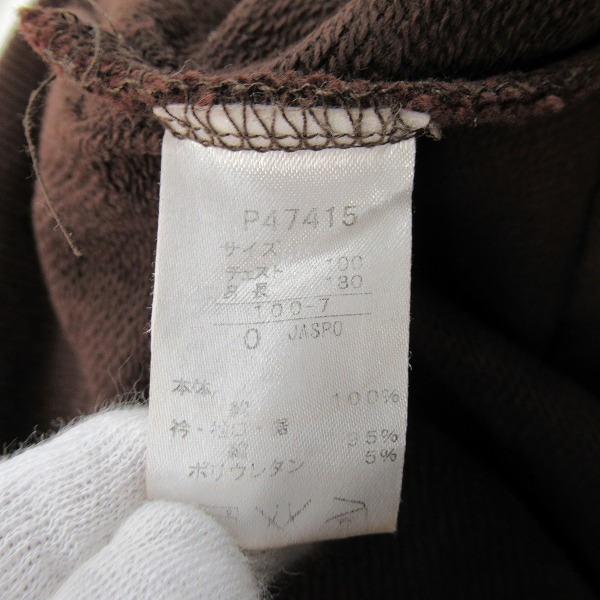 P47415
サイズ
チェスト 100
身長 180
100-7
O JASPO
本体
綿 100%
衿・袖口・裾
綿 95%
ポリウレタン 5%